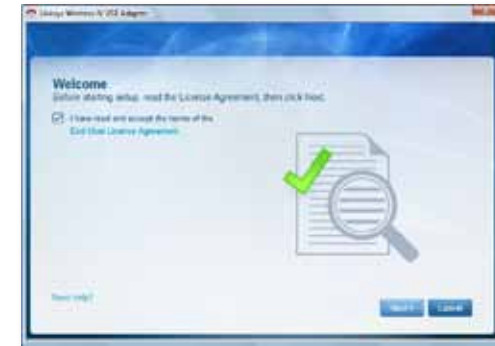 Linksys Wireless-N USB Adapter
Welcome
Before starting setup, read the License Agreement, then click Next.
I have read and accept the terms of the
End User License Agreement
Need help?
Next
Cancel